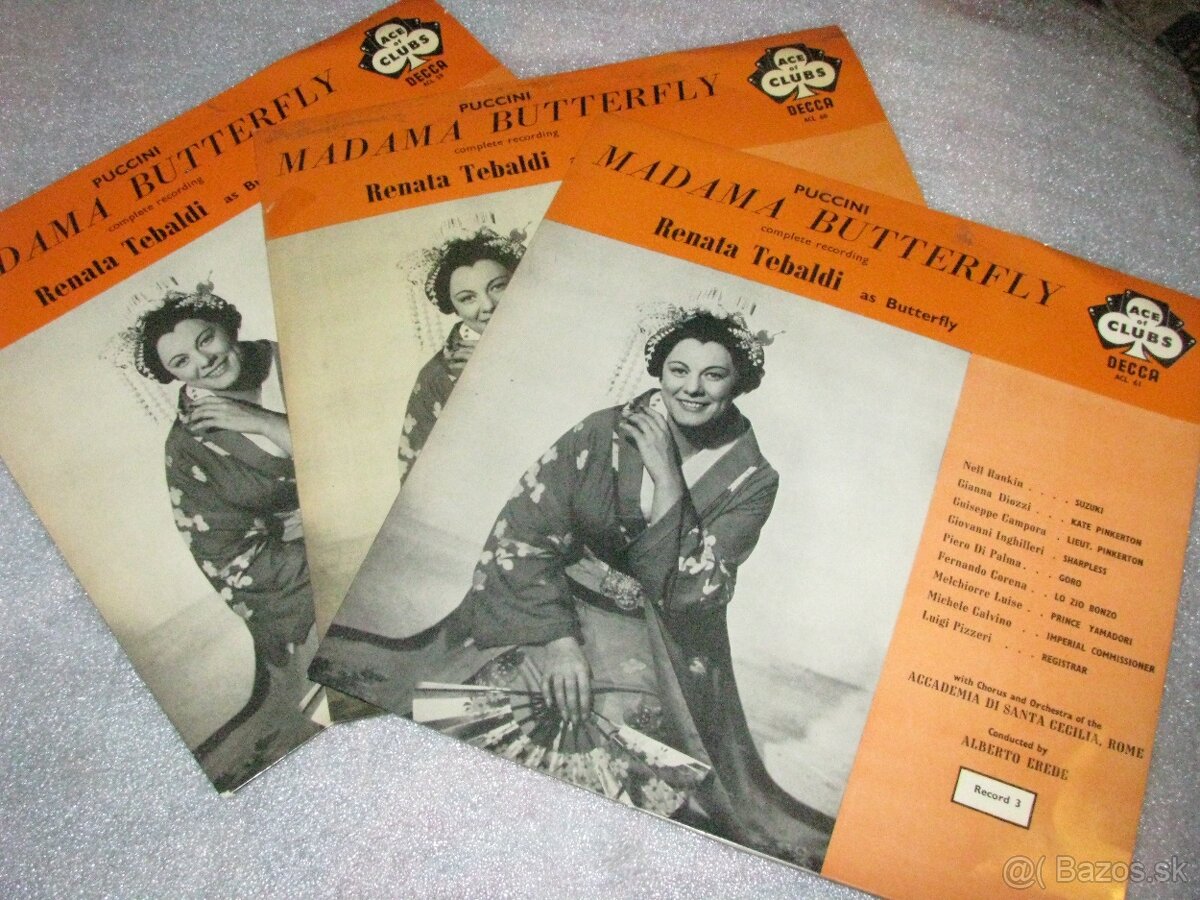 PUCCINI
DAMA BUTTERFLY
complete recording
Renata Tebaldi as Bu
ACE
of
CLUBS
DECCA
ACL 59
PUCCINI
MADAMA BUTTERFLY
complete recording
Renata Tebaldi
ACE
of
CLUBS
DECCA
ACL 60
PUCCINI
MADAMA BUTTERFLY
complete recording
Renata Tebaldi as Butterfly
ACE
of
CLUBS
DECCA
ACL 61
Nell Rankin . . . . SUZUKI
Gianna Diozzi . . KATE PINKERTON
Guiseppe Campora . LIEUT. PINKERTON
Giovanni Inghilleri . SHARPLESS
Piero Di Palma . . . GORO
Fernando Corena . . LO ZIO BONZO
Melchiorre Luise . . PRINCE YAMADORI
Michele Calvino . . IMPERIAL COMMISSIONER
Luigi Pizzeri . . . REGISTRAR
with Chorus and Orchestra of the
ACCADEMIA DI SANTA CECILIA, ROME
Conducted by
ALBERTO EREDE
Record 3
@( Bazos.sk